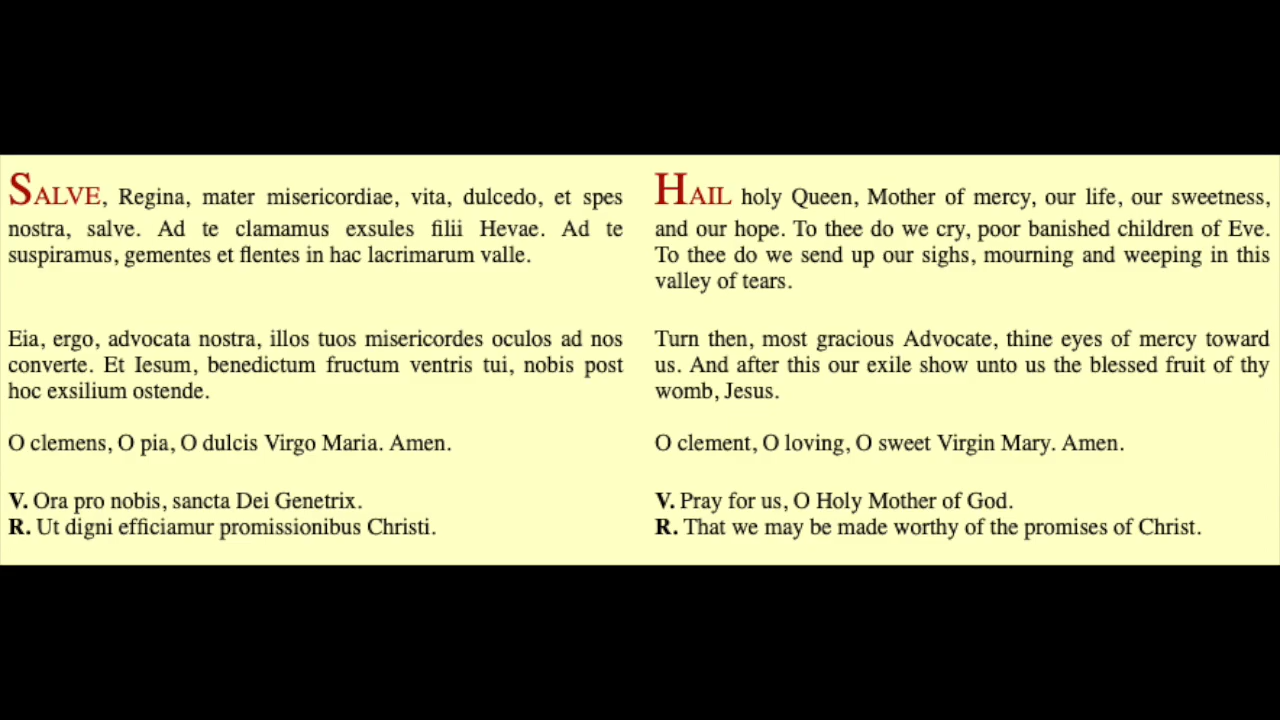 SALVE, Regina, mater misericordiae, vita, dulcedo, et spes
nostra, salve. Ad te clamamus exsules filii Hevae. Ad te
suspiramus, gementes et flentes in hac lacrimarum valle.
Eia, ergo, advocata nostra, illos tuos misericordes oculos ad nos
converte. Et Iesum, benedictum fructum ventris tui, nobis post
hoc exsilium ostende.
O clemens, O pia, O dulcis Virgo Maria. Amen.
V. Ora pro nobis, sancta Dei Genetrix.
R. Ut digni efficiamur promissionibus Christi.
HAIL holy Queen, Mother of mercy, our life, our sweetness,
and our hope. To thee do we cry, poor banished children of Eve.
To thee do we send up our sighs, mourning and weeping in this
valley of tears.
Turn then, most gracious Advocate, thine eyes of mercy toward
us. And after this our exile show unto us the blessed fruit of thy
womb, Jesus.
O clement, O loving, O sweet Virgin Mary. Amen.
V. Pray for us, O Holy Mother of God.
R. That we may be made worthy of the promises of Christ.